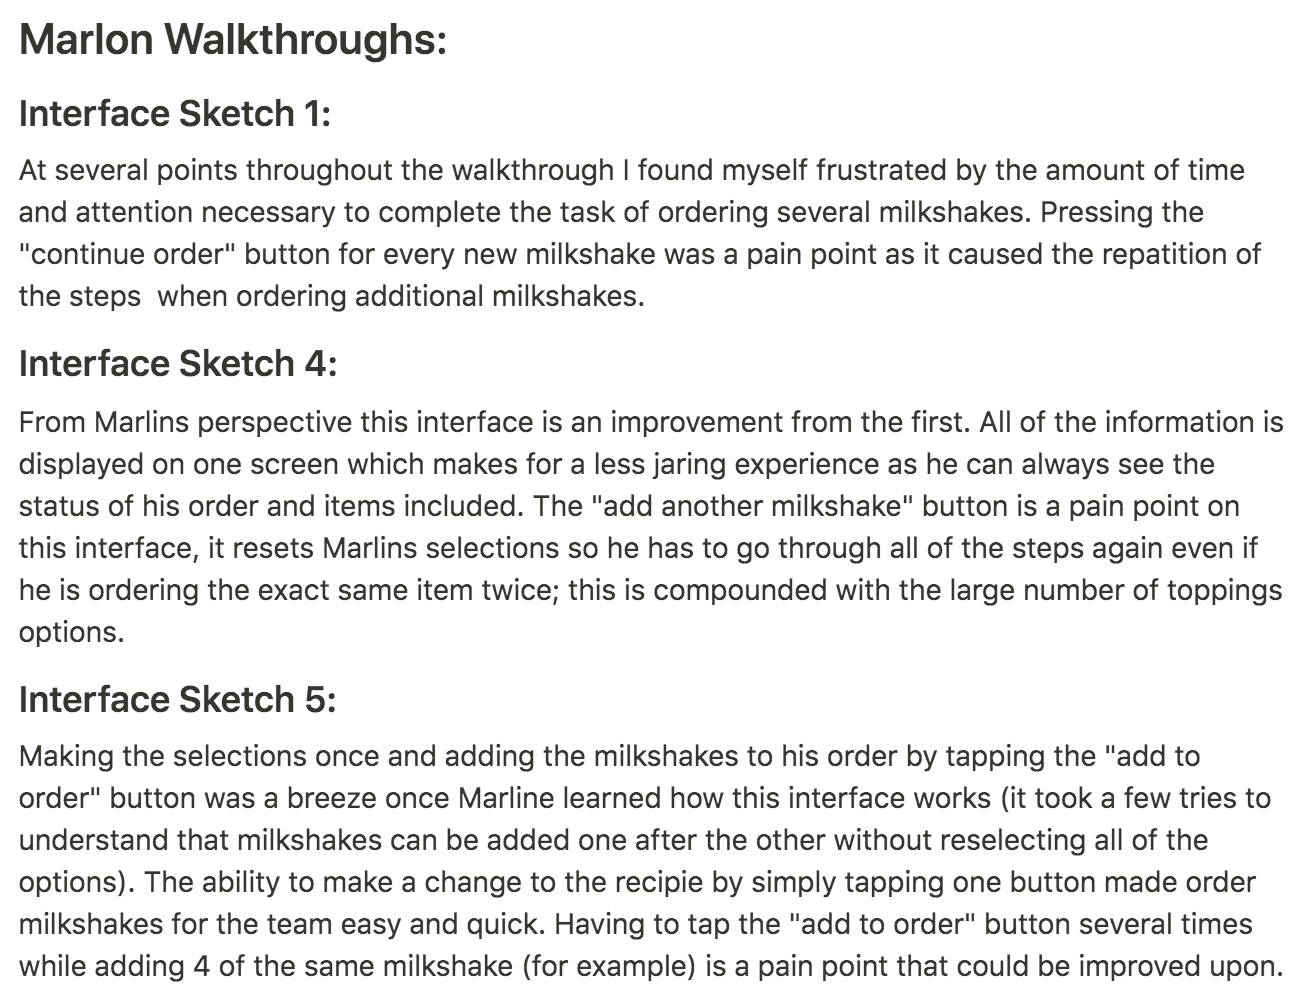 Marlon Walkthroughs:
Interface Sketch 1:
At several points throughout the walkthrough I found myself frustrated by the amount of time
and attention necessary to complete the task of ordering several milkshakes. Pressing the
"continue order" button for every new milkshake was a pain point as it caused the repatition of
the steps  when ordering additional milkshakes.
Interface Sketch 4:
From Marlins perspective this interface is an improvement from the first. All of the information is
displayed on one screen which makes for a less jaring experience as he can always see the
status of his order and items included. The "add another milkshake" button is a pain point on
this interface, it resets Marlins selections so he has to go through all of the steps again even if
he is ordering the exact same item twice; this is compounded with the large number of toppings
options.
Interface Sketch 5:
Making the selections once and adding the milkshakes to his order by tapping the "add to
order" button was a breeze once Marline learned how this interface works (it took a few tries to
understand that milkshakes can be added one after the other without reselecting all of the
options). The ability to make a change to the recipie by simply tapping one button made order
milkshakes for the team easy and quick. Having to tap the "add to order" button several times
while adding 4 of the same milkshake (for example) is a pain point that could be improved upon.